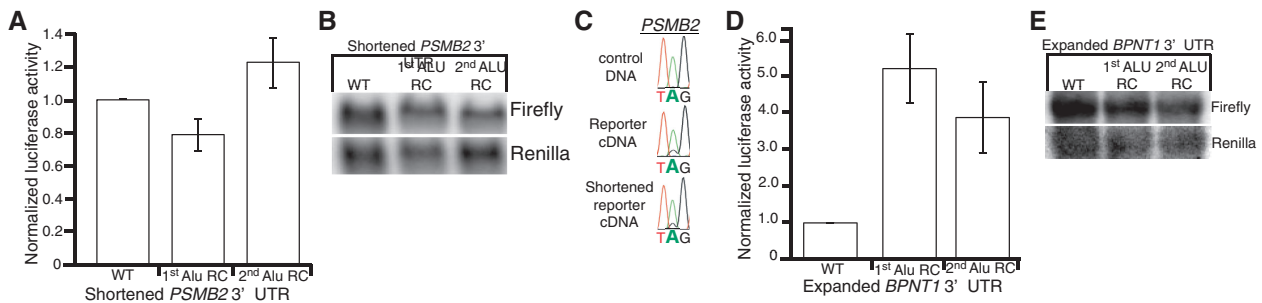 A
Normalized luciferase activity
1.4
1.2
1.0
0.8
0.6
0.4
0.2
0
WT
1st Alu RC
2nd Alu RC
Shortened PSMB2 3' UTR
B
Shortened PSMB2 3'
UTR
WT
1st ALU
RC
2nd ALU
RC
Firefly
Renilla
C
PSMB2
control
DNA
TAG
Reporter
cDNA
TAG
Shortened
reporter
cDNA
TAG
D
Normalized luciferase activity
6.0
5.0
4.0
3.0
2.0
1.0
0
WT
1st Alu RC
2nd Alu RC
Expanded BPNT1 3' UTR
E
Expanded BPNT1 3' UTR
WT
1st ALU
RC
2nd ALU
RC
Firefly
Renilla